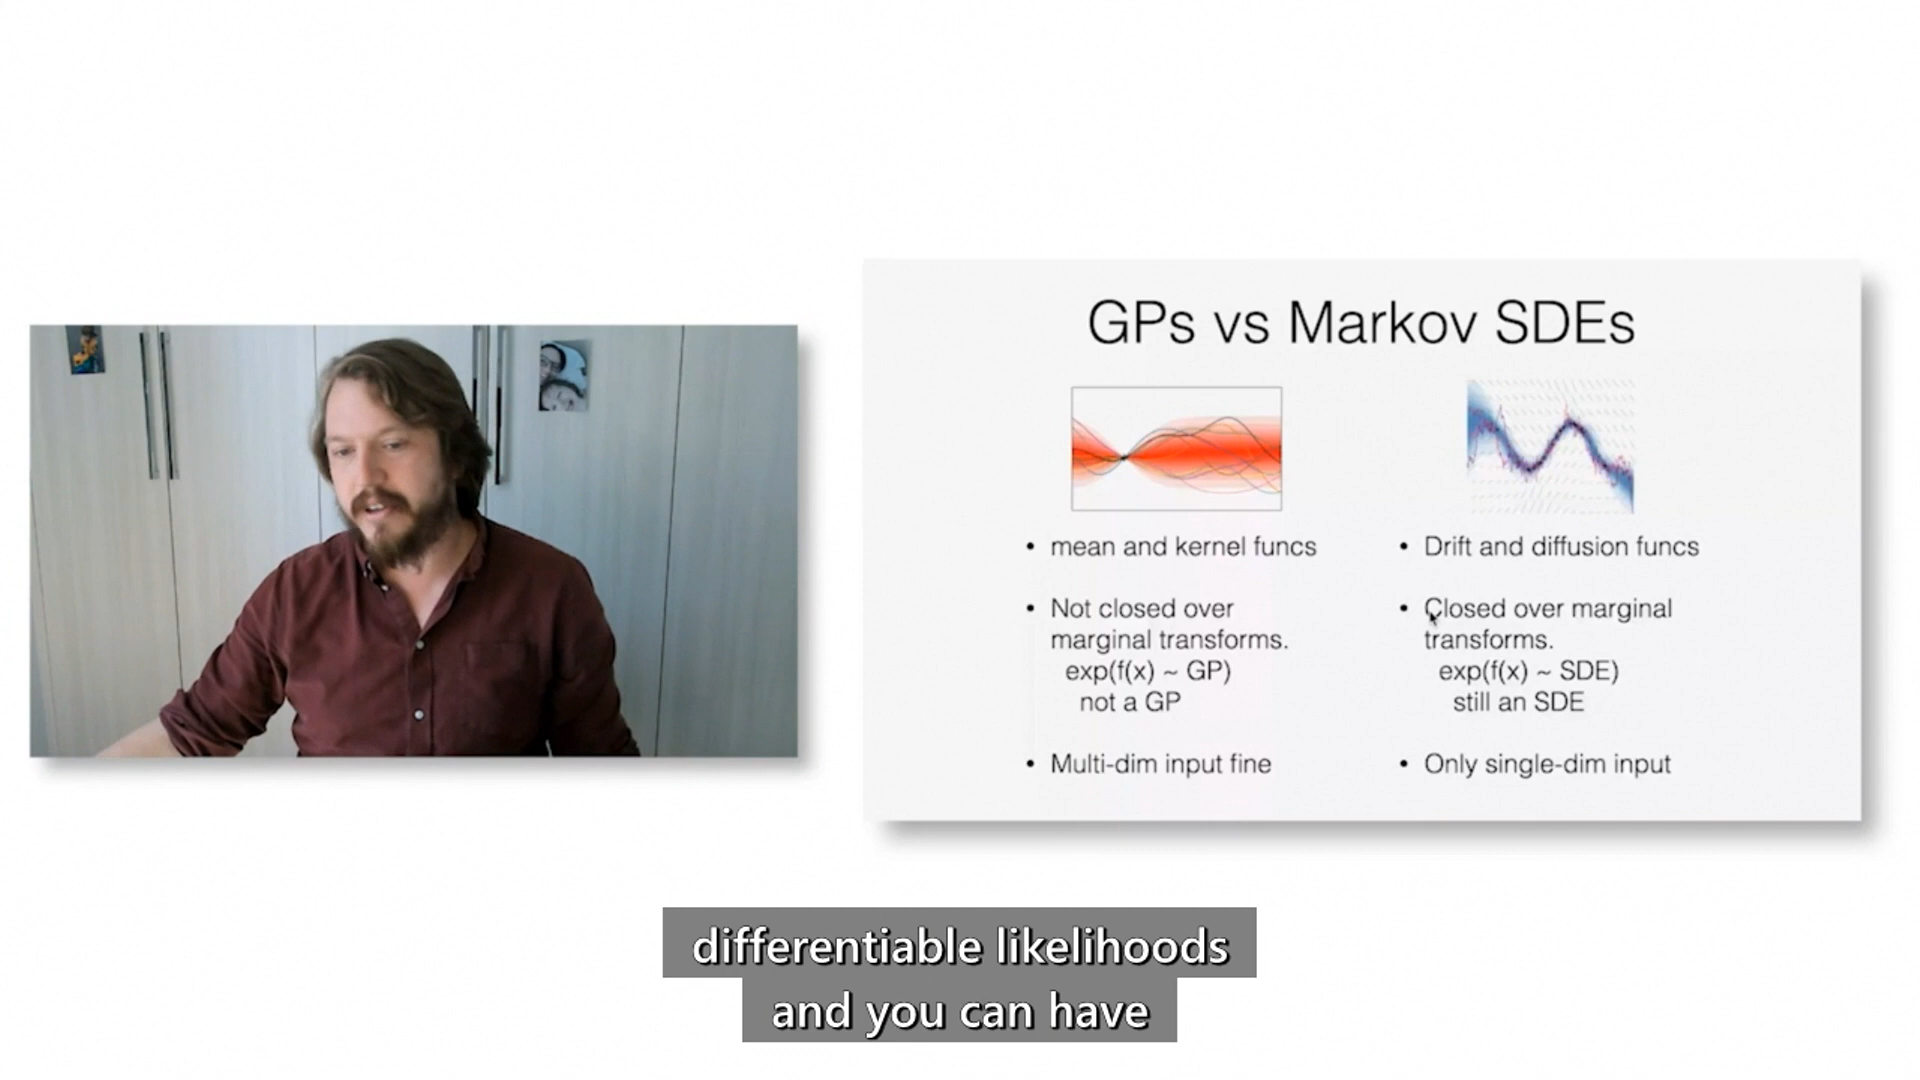 GPs vs Markov SDEs
• mean and kernel funcs
• Not closed over
marginal transforms.
exp(f(x) ~ GP)
not a GP
• Multi-dim input fine
• Drift and diffusion funcs
• Closed over marginal
transforms.
exp(f(x) ~ SDE)
still an SDE
• Only single-dim input
differentiable likelihoods
and you can have